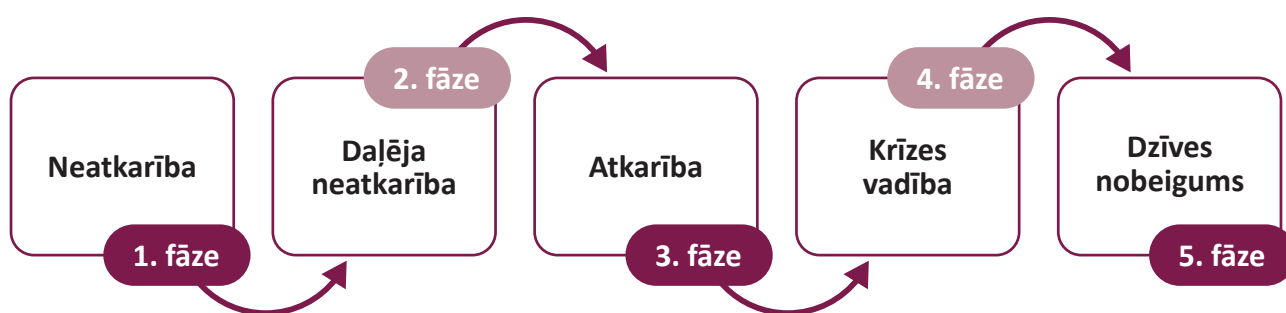 Neatkarība
1. fāze
2. fāze
Daļēja
neatkarība
Atkarība
3. fāze
4. fāze
Krīzes
vadība
Dzīves
nobeigums
5. fāze